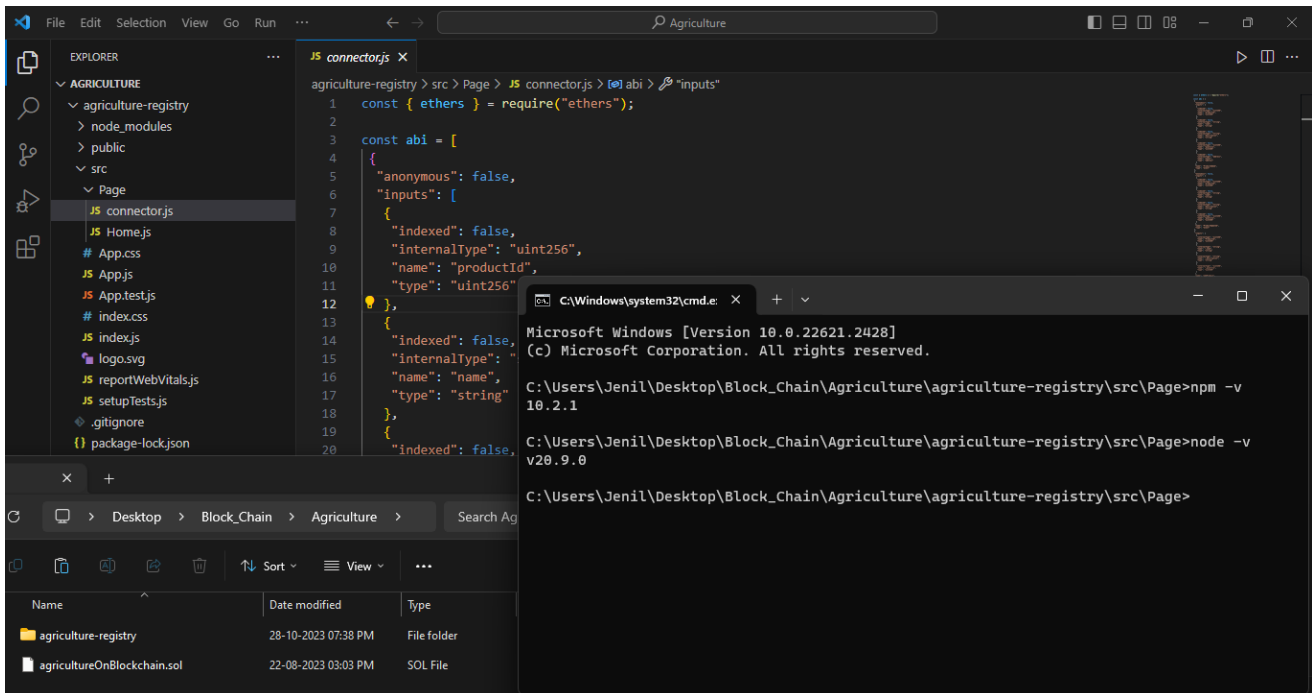 File Edit Selection View Go Run ··· ← → Agriculture
EXPLORER ···
AGRICULTURE
agriculture-registry
node_modules
public
src
Page
JS connector.js
JS Home.js
# App.css
JS App.js
JS App.test.js
# index.css
JS index.js
logo.svg
JS reportWebVitals.js
JS setupTests.js
.gitignore
{} package-lock.json
JS connector.js ×
agriculture-registry > src > Page > JS connector.js > abi > "inputs"
1 const { ethers } = require("ethers");
2
3 const abi = [
4 {
5 "anonymous": false,
6 "inputs": [
7 {
8 "indexed": false,
9 "internalType": "uint256",
10 "name": "productId",
11 "type": "uint256"
12 },
13 {
14 "indexed": false,
15 "internalType": "
16 "name": "name",
17 "type": "string"
18 },
19 {
20 "indexed": false,
C:\Windows\system32\cmd.e: × + 
Microsoft Windows [Version 10.0.22621.2428]
(c) Microsoft Corporation. All rights reserved.
C:\Users\Jenil\Desktop\Block_Chain\Agriculture\agriculture-registry\src\Page>npm -v
10.2.1
C:\Users\Jenil\Desktop\Block_Chain\Agriculture\agriculture-registry\src\Page>node -v
v20.9.0
C:\Users\Jenil\Desktop\Block_Chain\Agriculture\agriculture-registry\src\Page>
× +
> Desktop > Block_Chain > Agriculture > Search Ag
Sort View ···
Name Date modified Type
agriculture-registry 28-10-2023 07:38 PM File folder
agricultureOnBlockchain.sol 22-08-2023 03:03 PM SOL File